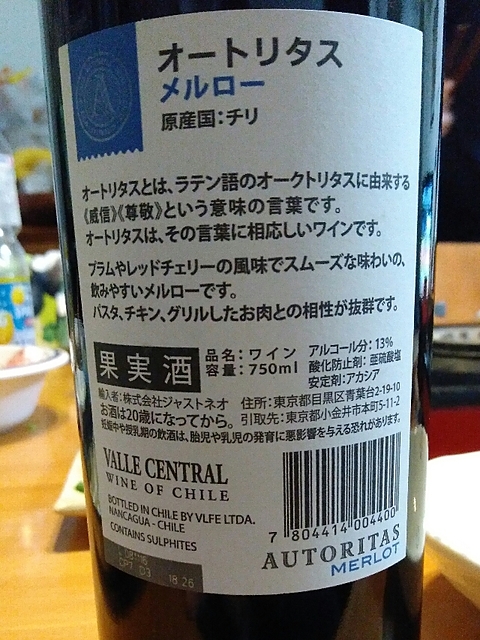 オートリタス
メルロー
原産国：チリ
オートリタスとは、ラテン語のオークトリタスに由来する
《威信》《尊敬》という意味の言葉です。
オートリタスは、その言葉に相応しいワインです。
プラムやレッドチェリーの風味でスムーズな味わいの、
飲みやすいメルローです。
パスタ、チキン、グリルしたお肉との相性が抜群です。
果実酒
品名：ワイン
容量：750ml
アルコール分：13%
酸化防止剤：亜硫酸塩
安定剤：アカシア
輸入者：株式会社ジャストネオ 住所：東京都目黒区青葉台2-19-10
お酒は20歳になってから。 引取先：東京都小金井市本町5-11-2
妊娠中や授乳期の飲酒は、胎児や乳児の発育に悪影響を与える恐れがあります。
VALLE CENTRAL
WINE OF CHILE
BOTTLED IN CHILE BY VLFE LTDA.
NANCAGUA - CHILE
CONTAINS SULPHITES
7 804414 004400
AUTORITAS
MERLOT
18 26